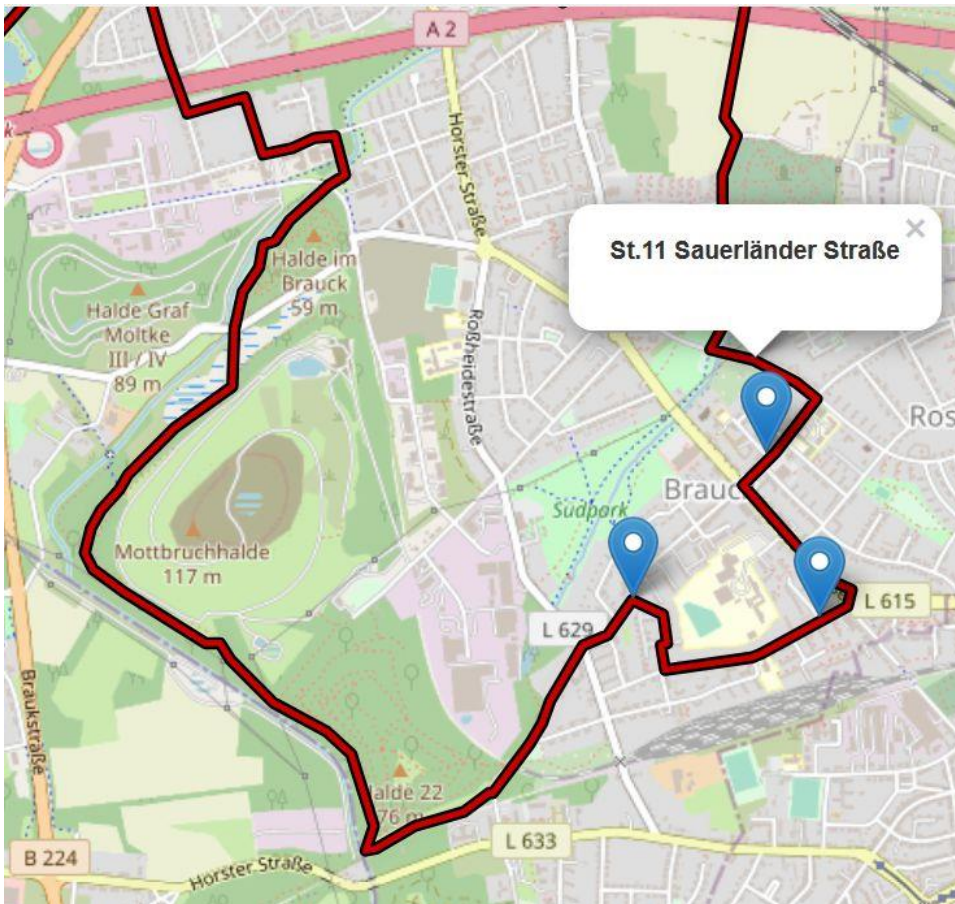 A 2
Horster Straße
St.11 Sauerländer Straße
×
Halde im
Brauck
59 m
Halde Graf
Moltke
III / IV
89 m
Roßheidestraße
Ros
Brauc
Südpark
Mottbruchhalde
117 m
L 629
L 615
Braukstraße
Halde 22
76 m
B 224
Horster Straße
L 633